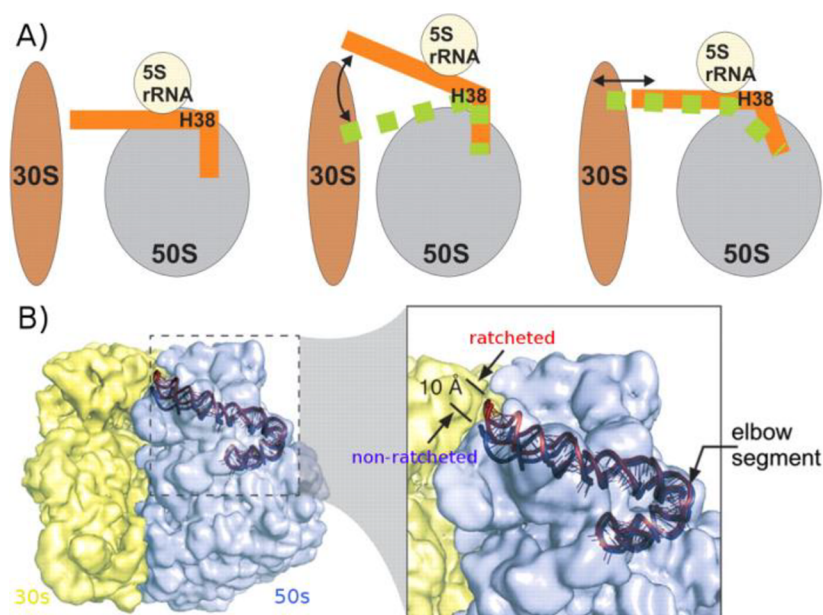 A)
5S
rRNA
H38
30S
50S
5S
rRNA
H38
30S
50S
5S
rRNA
H38
30S
50S
B)
ratcheted
10 Å
non-ratcheted
elbow
segment
30s
50s